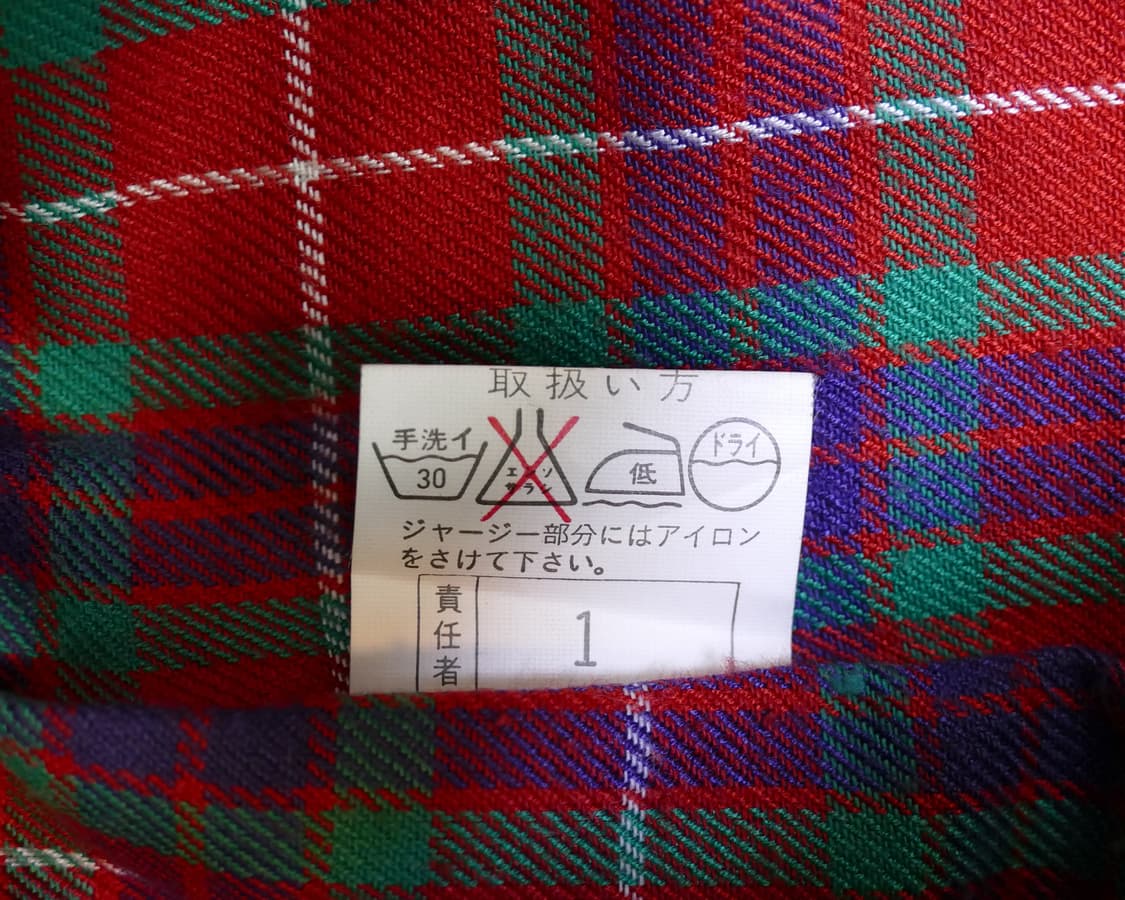 取扱い方
手洗イ
30
エンソ
サラシ
低
ドライ
ジャージー部分にはアイロン
をさけて下さい。
責任者
1